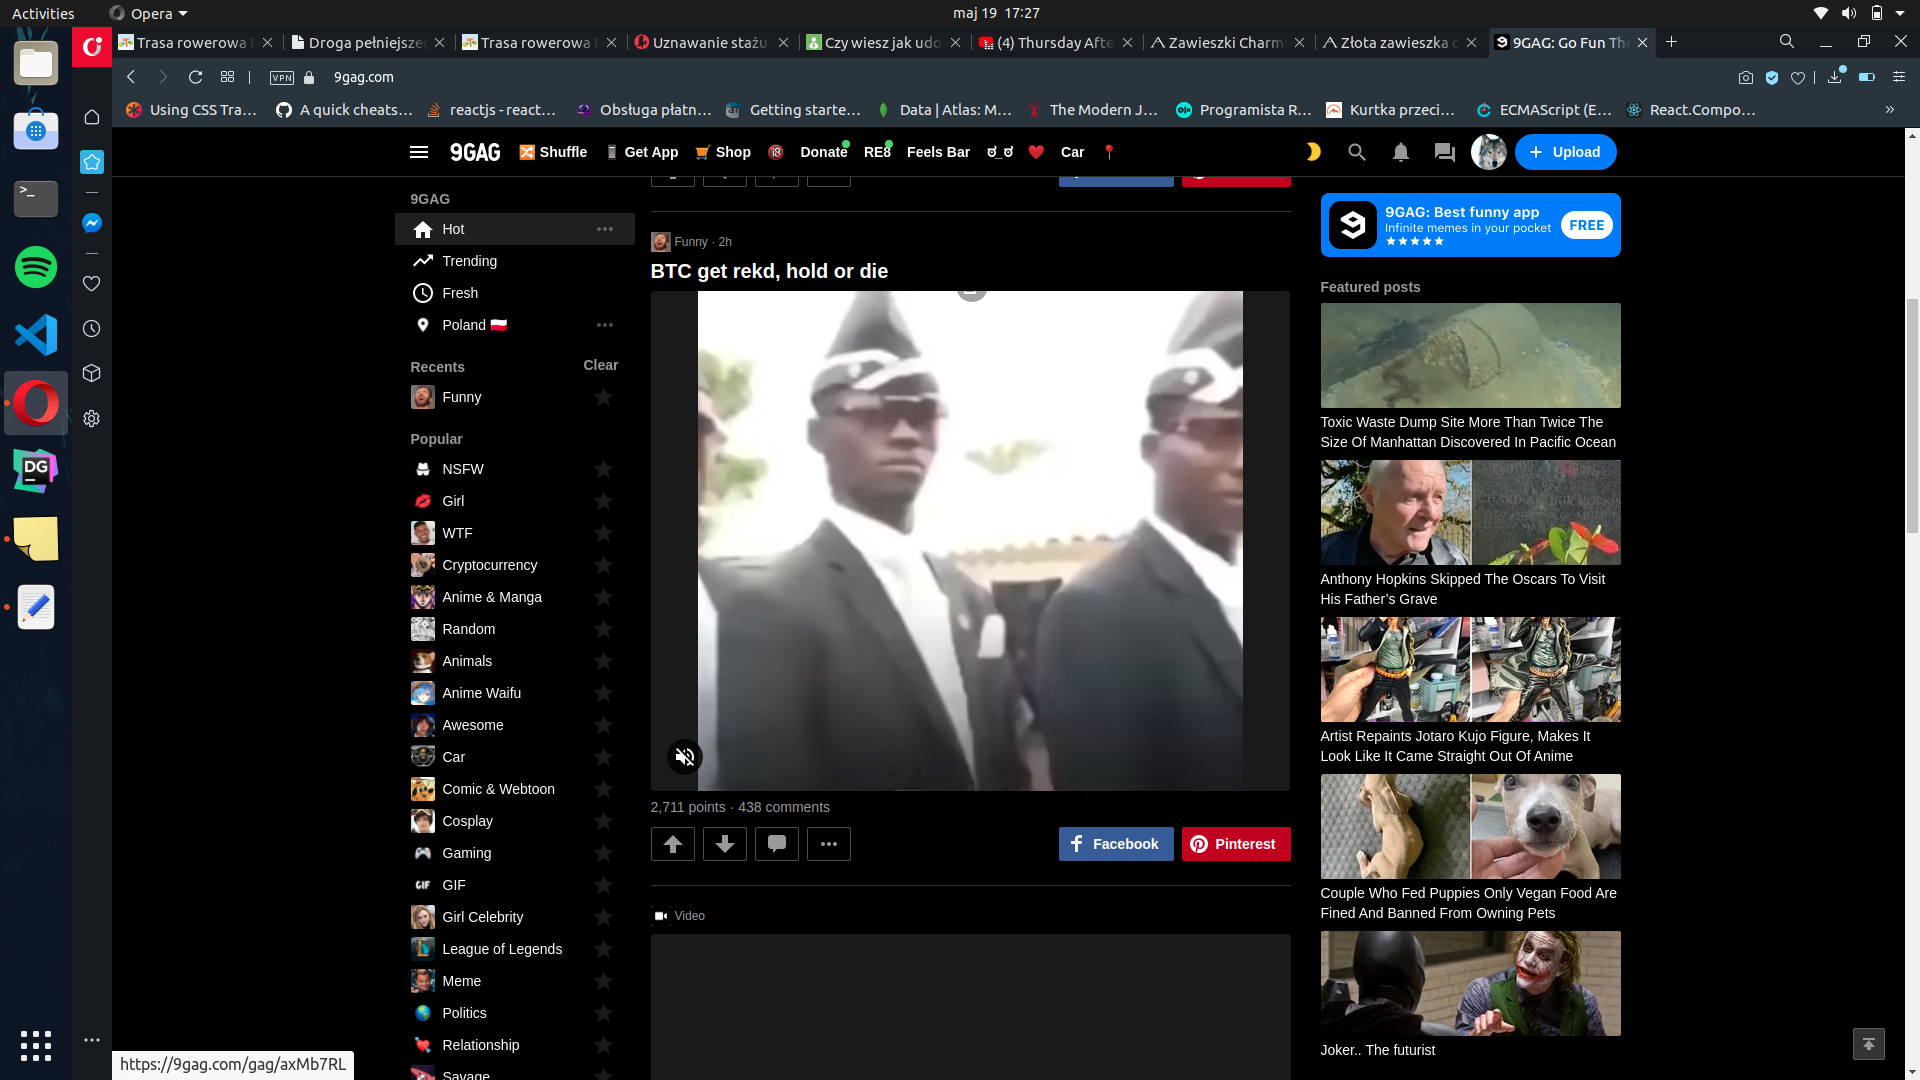 Activities
Opera
maj 19 17:27
Trasa rowerowa
Droga pełniejsze
Trasa rowerowa
Uznawanie stażu
Czy wiesz jak udo
(4) Thursday Afte
Zawieszki Charm
Złota zawieszka
9GAG: Go Fun Th
VPN
9gag.com
Using CSS Tra...
A quick cheats...
reactjs - react...
Obsługa płatn...
Getting starte...
Data | Atlas: M...
The Modern J...
Programista R...
Kurtka przeci...
ECMAScript (E...
React.Compo...
9GAG
Shuffle
Get App
Shop
Donate
RE8
Feels Bar
ಠ_ಠ
Car
Upload
9GAG
Hot
Trending
Fresh
Poland
Recents
Clear
Funny
Popular
NSFW
Girl
WTF
Cryptocurrency
Anime & Manga
Random
Animals
Anime Waifu
Awesome
Car
Comic & Webtoon
Cosplay
Gaming
GIF
Girl Celebrity
League of Legends
Meme
Politics
Relationship
Savage
Funny · 2h
BTC get rekd, hold or die
2,711 points · 438 comments
Facebook
Pinterest
Video
9GAG: Best funny app
Infinite memes in your pocket
FREE
Featured posts
Toxic Waste Dump Site More Than Twice The
Size Of Manhattan Discovered In Pacific Ocean
Anthony Hopkins Skipped The Oscars To Visit
His Father’s Grave
Artist Repaints Jotaro Kujo Figure, Makes It
Look Like It Came Straight Out Of Anime
Couple Who Fed Puppies Only Vegan Food Are
Fined And Banned From Owning Pets
Joker.. The futurist
DG
https://9gag.com/gag/axMb7RL